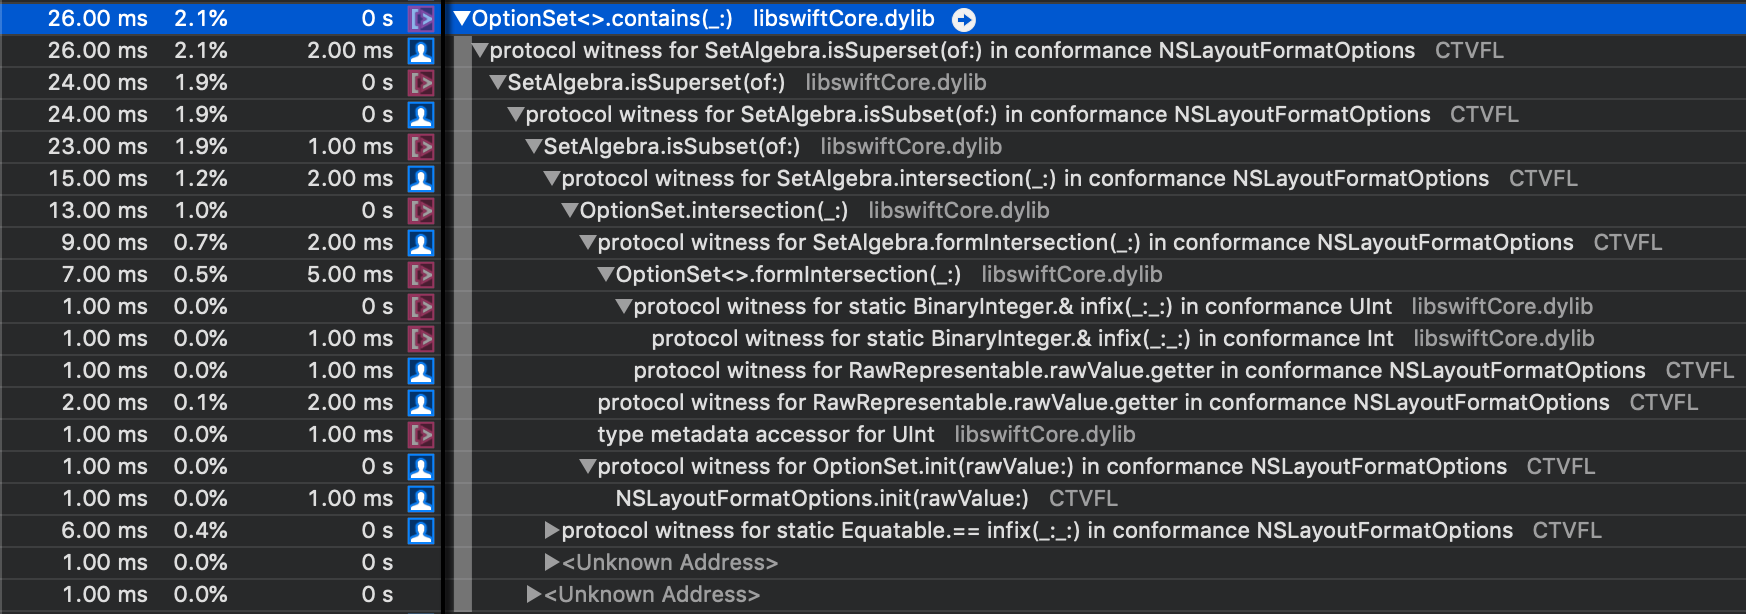 26.00 ms 2.1% 0 s ▼OptionSet<>.contains(_:) libswiftCore.dylib
26.00 ms 2.1% 2.00 ms ▼protocol witness for SetAlgebra.isSuperset(of:) in conformance NSLayoutFormatOptions CTVFL
24.00 ms 1.9% 0 s ▼SetAlgebra.isSuperset(of:) libswiftCore.dylib
24.00 ms 1.9% 0 s ▼protocol witness for SetAlgebra.isSubset(of:) in conformance NSLayoutFormatOptions CTVFL
23.00 ms 1.9% 1.00 ms ▼SetAlgebra.isSubset(of:) libswiftCore.dylib
15.00 ms 1.2% 2.00 ms ▼protocol witness for SetAlgebra.intersection(_:) in conformance NSLayoutFormatOptions CTVFL
13.00 ms 1.0% 0 s ▼OptionSet.intersection(_:) libswiftCore.dylib
9.00 ms 0.7% 2.00 ms ▼protocol witness for SetAlgebra.formIntersection(_:) in conformance NSLayoutFormatOptions CTVFL
7.00 ms 0.5% 5.00 ms ▼OptionSet<>.formIntersection(_:) libswiftCore.dylib
1.00 ms 0.0% 0 s ▼protocol witness for static BinaryInteger.& infix(_:_:) in conformance UInt libswiftCore.dylib
1.00 ms 0.0% 1.00 ms protocol witness for static BinaryInteger.& infix(_:_:) in conformance Int libswiftCore.dylib
1.00 ms 0.0% 1.00 ms protocol witness for RawRepresentable.rawValue.getter in conformance NSLayoutFormatOptions CTVFL
2.00 ms 0.1% 2.00 ms protocol witness for RawRepresentable.rawValue.getter in conformance NSLayoutFormatOptions CTVFL
1.00 ms 0.0% 1.00 ms type metadata accessor for UInt libswiftCore.dylib
1.00 ms 0.0% 0 s ▼protocol witness for OptionSet.init(rawValue:) in conformance NSLayoutFormatOptions CTVFL
1.00 ms 0.0% 1.00 ms NSLayoutFormatOptions.init(rawValue:) CTVFL
6.00 ms 0.4% 0 s ▶protocol witness for static Equatable.== infix(_:_:) in conformance NSLayoutFormatOptions CTVFL
1.00 ms 0.0% 0 s ▶<Unknown Address>
1.00 ms 0.0% 0 s ▶<Unknown Address>